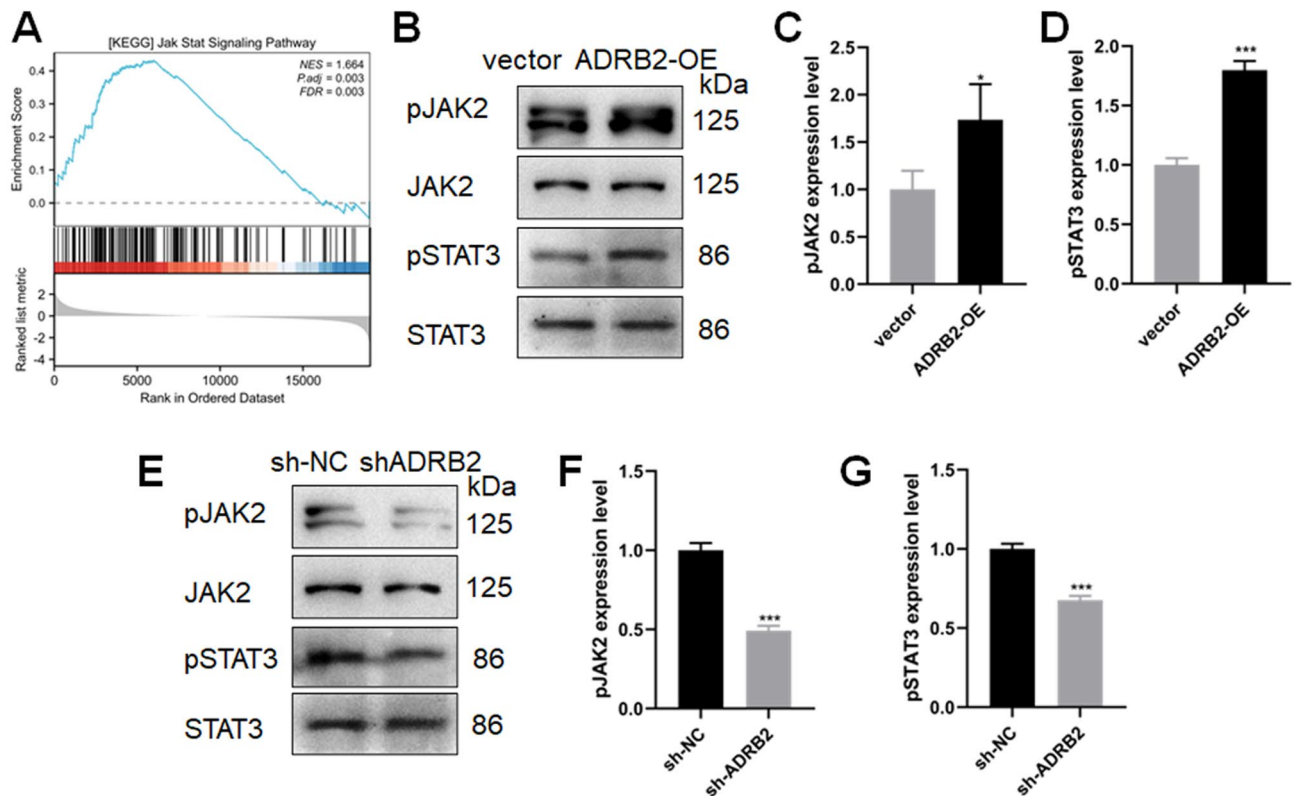 A
[KEGG] Jak Stat Signaling Pathway
NES = 1.664
P.adj = 0.003
FDR = 0.003
Enrichment Score
0.4
0.3
0.2
0.1
0.0
Ranked list metric
2
0
-2
-4
0 5000 10000 15000
Rank in Ordered Dataset
B
vector ADRB2-OE
kDa
pJAK2 125
JAK2 125
pSTAT3 86
STAT3 86
C
pJAK2 expression level
2.5
2.0
1.5
1.0
0.5
0.0
*
vector ADRB2-OE
D
pSTAT3 expression level
2.0
1.5
1.0
0.5
0.0
***
vector ADRB2-OE
E
sh-NC shADRB2
kDa
pJAK2 125
JAK2 125
pSTAT3 86
STAT3 86
F
pJAK2 expression level
1.5
1.0
0.5
0.0
***
sh-NC sh-ADRB2
G
pSTAT3 expression level
1.5
1.0
0.5
0.0
***
sh-NC sh-ADRB2